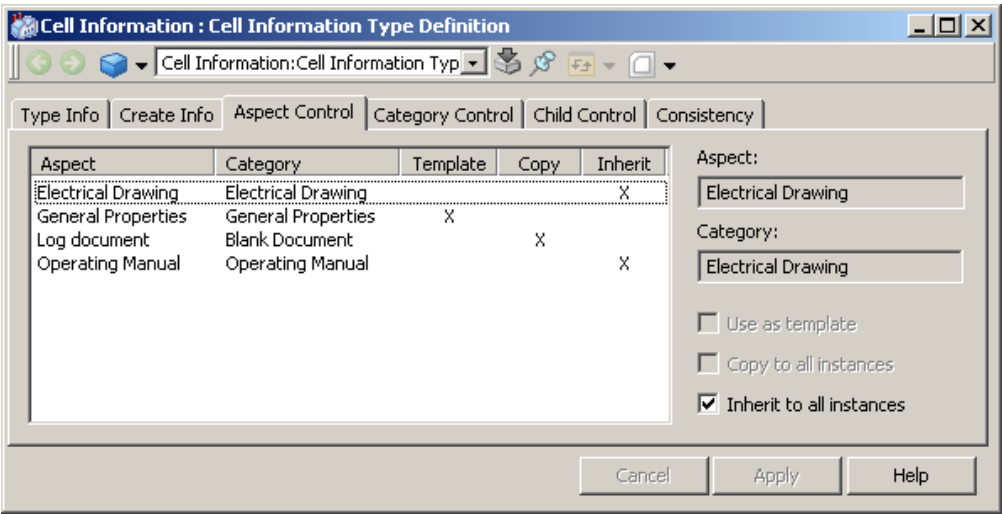 Cell Information : Cell Information Type Definition
Cell Information:Cell Information Typ
Type Info Create Info Aspect Control Category Control Child Control Consistency
Aspect Category Template Copy Inherit
Electrical Drawing Electrical Drawing X
General Properties General Properties X
Log document Blank Document X
Operating Manual Operating Manual X
Aspect:
Electrical Drawing
Category:
Electrical Drawing
Use as template
Copy to all instances
Inherit to all instances
Cancel Apply Help